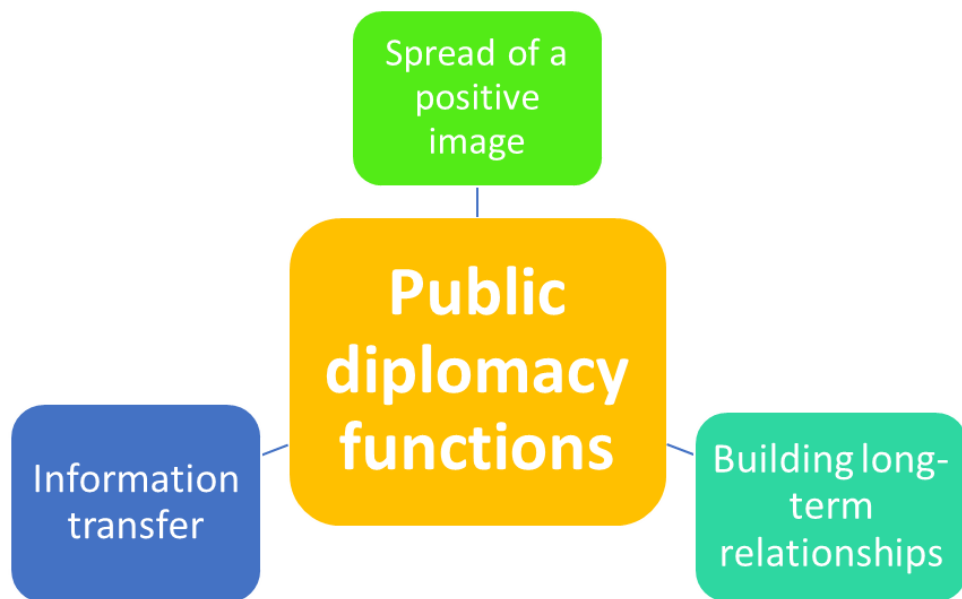 Spread of a
positive
image
Public
diplomacy
functions
Information
transfer
Building long-
term
relationships